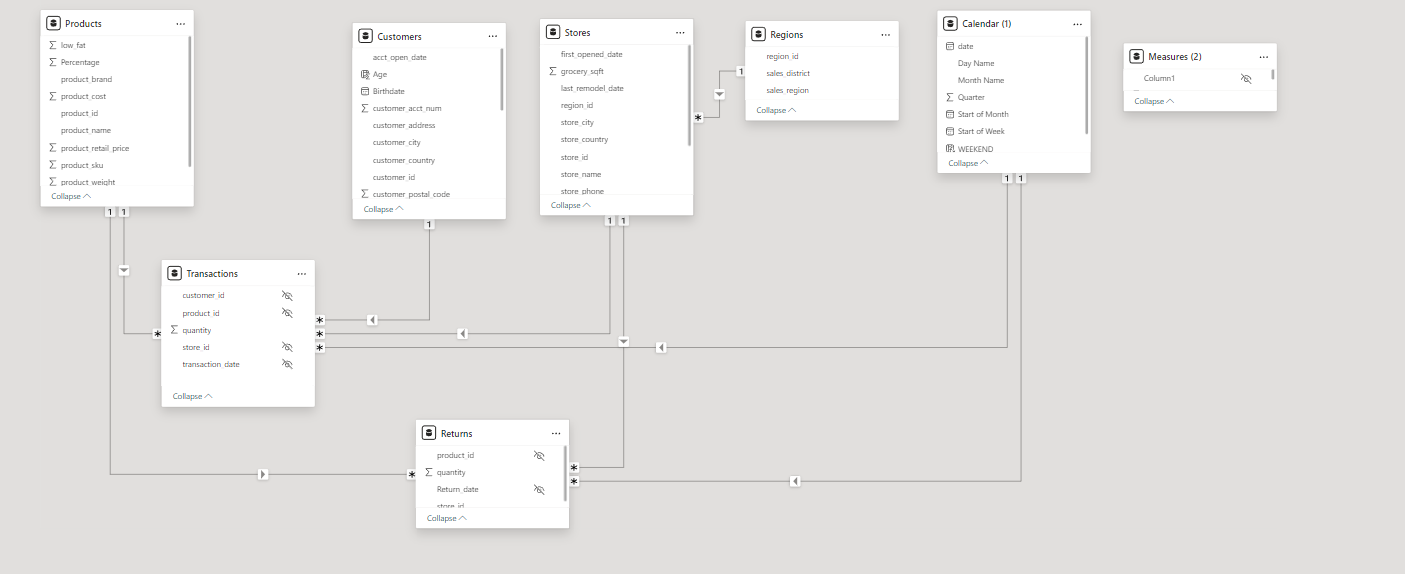 Products
low_fat
Percentage
product_brand
product_cost
product_id
product_name
product_retail_price
product_sku
product_weight
Collapse
1
1
Customers
acct_open_date
Age
Birthdate
customer_acct_num
customer_address
customer_city
customer_country
customer_id
customer_postal_code
Collapse
1
Stores
first_opened_date
grocery_sqft
last_remodel_date
region_id
store_city
store_country
store_id
store_name
store_phone
Collapse
1
1
*
1
Regions
region_id
sales_district
sales_region
Collapse
Calendar (1)
date
Day Name
Month Name
Quarter
Start of Month
Start of Week
WEEKEND
Collapse
1
1
Measures (2)
Column1
Collapse
Transactions
customer_id
product_id
quantity
store_id
transaction_date
Collapse
*
*
*
*
Returns
product_id
quantity
Return_date
store_id
Collapse
*
*
*